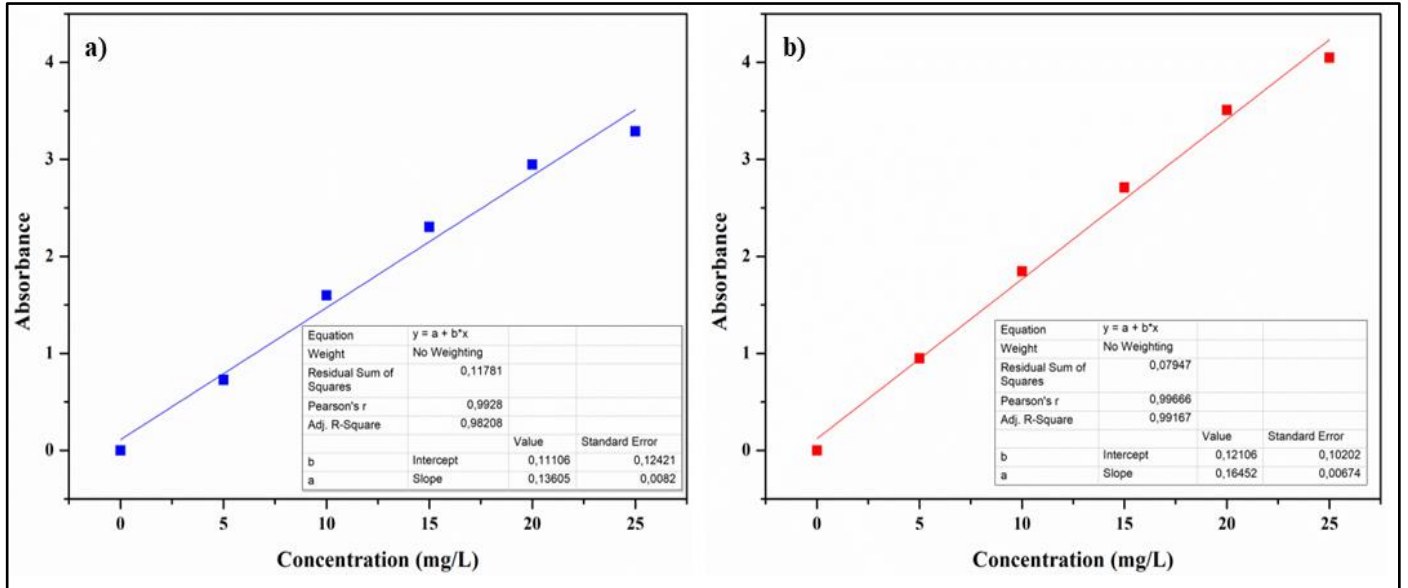 a)
4
3
2
1
0
Absorbance
Equation y = a + b*x
Weight No Weighting
Residual Sum of
Squares 0,11781
Pearson's r 0,9928
Adj. R-Square 0,98208
Value Standard Error
b Intercept 0,11106 0,12421
a Slope 0,13605 0,0082
0 5 10 15 20 25
Concentration (mg/L)
b)
4
3
2
1
0
Absorbance
Equation y = a + b*x
Weight No Weighting
Residual Sum of
Squares 0,07947
Pearson's r 0,99666
Adj. R-Square 0,99167
Value Standard Error
b Intercept 0,12106 0,10202
a Slope 0,16452 0,00674
0 5 10 15 20 25
Concentration (mg/L)